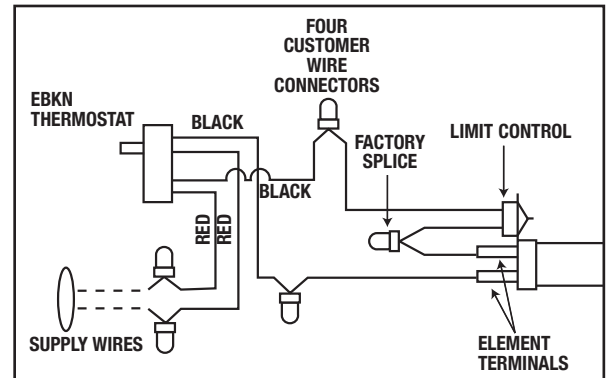 FOUR
CUSTOMER
WIRE
CONNECTORS
EBKN
THERMOSTAT
BLACK
FACTORY
SPLICE
LIMIT CONTROL
BLACK
RED
RED
SUPPLY WIRES
ELEMENT
TERMINALS